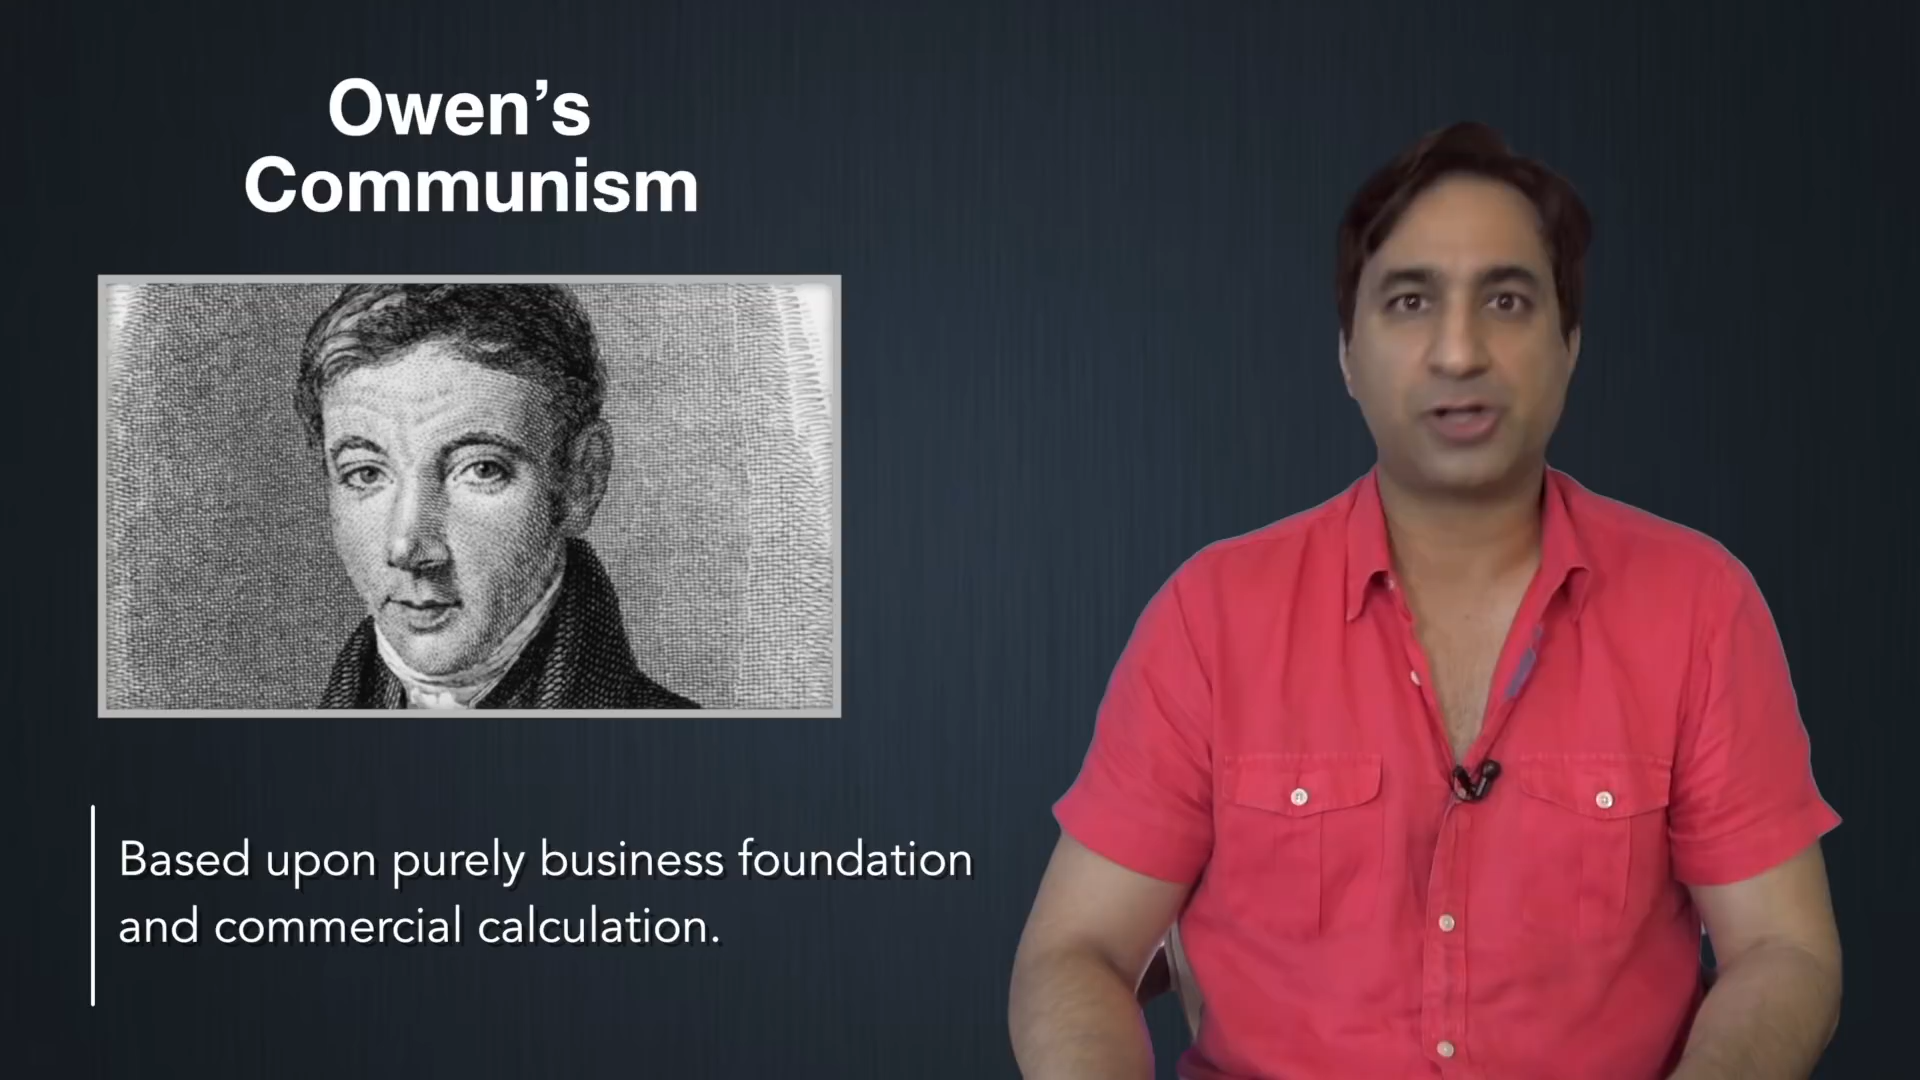 Owen’s
Communism
Based upon purely business foundation
and commercial calculation.